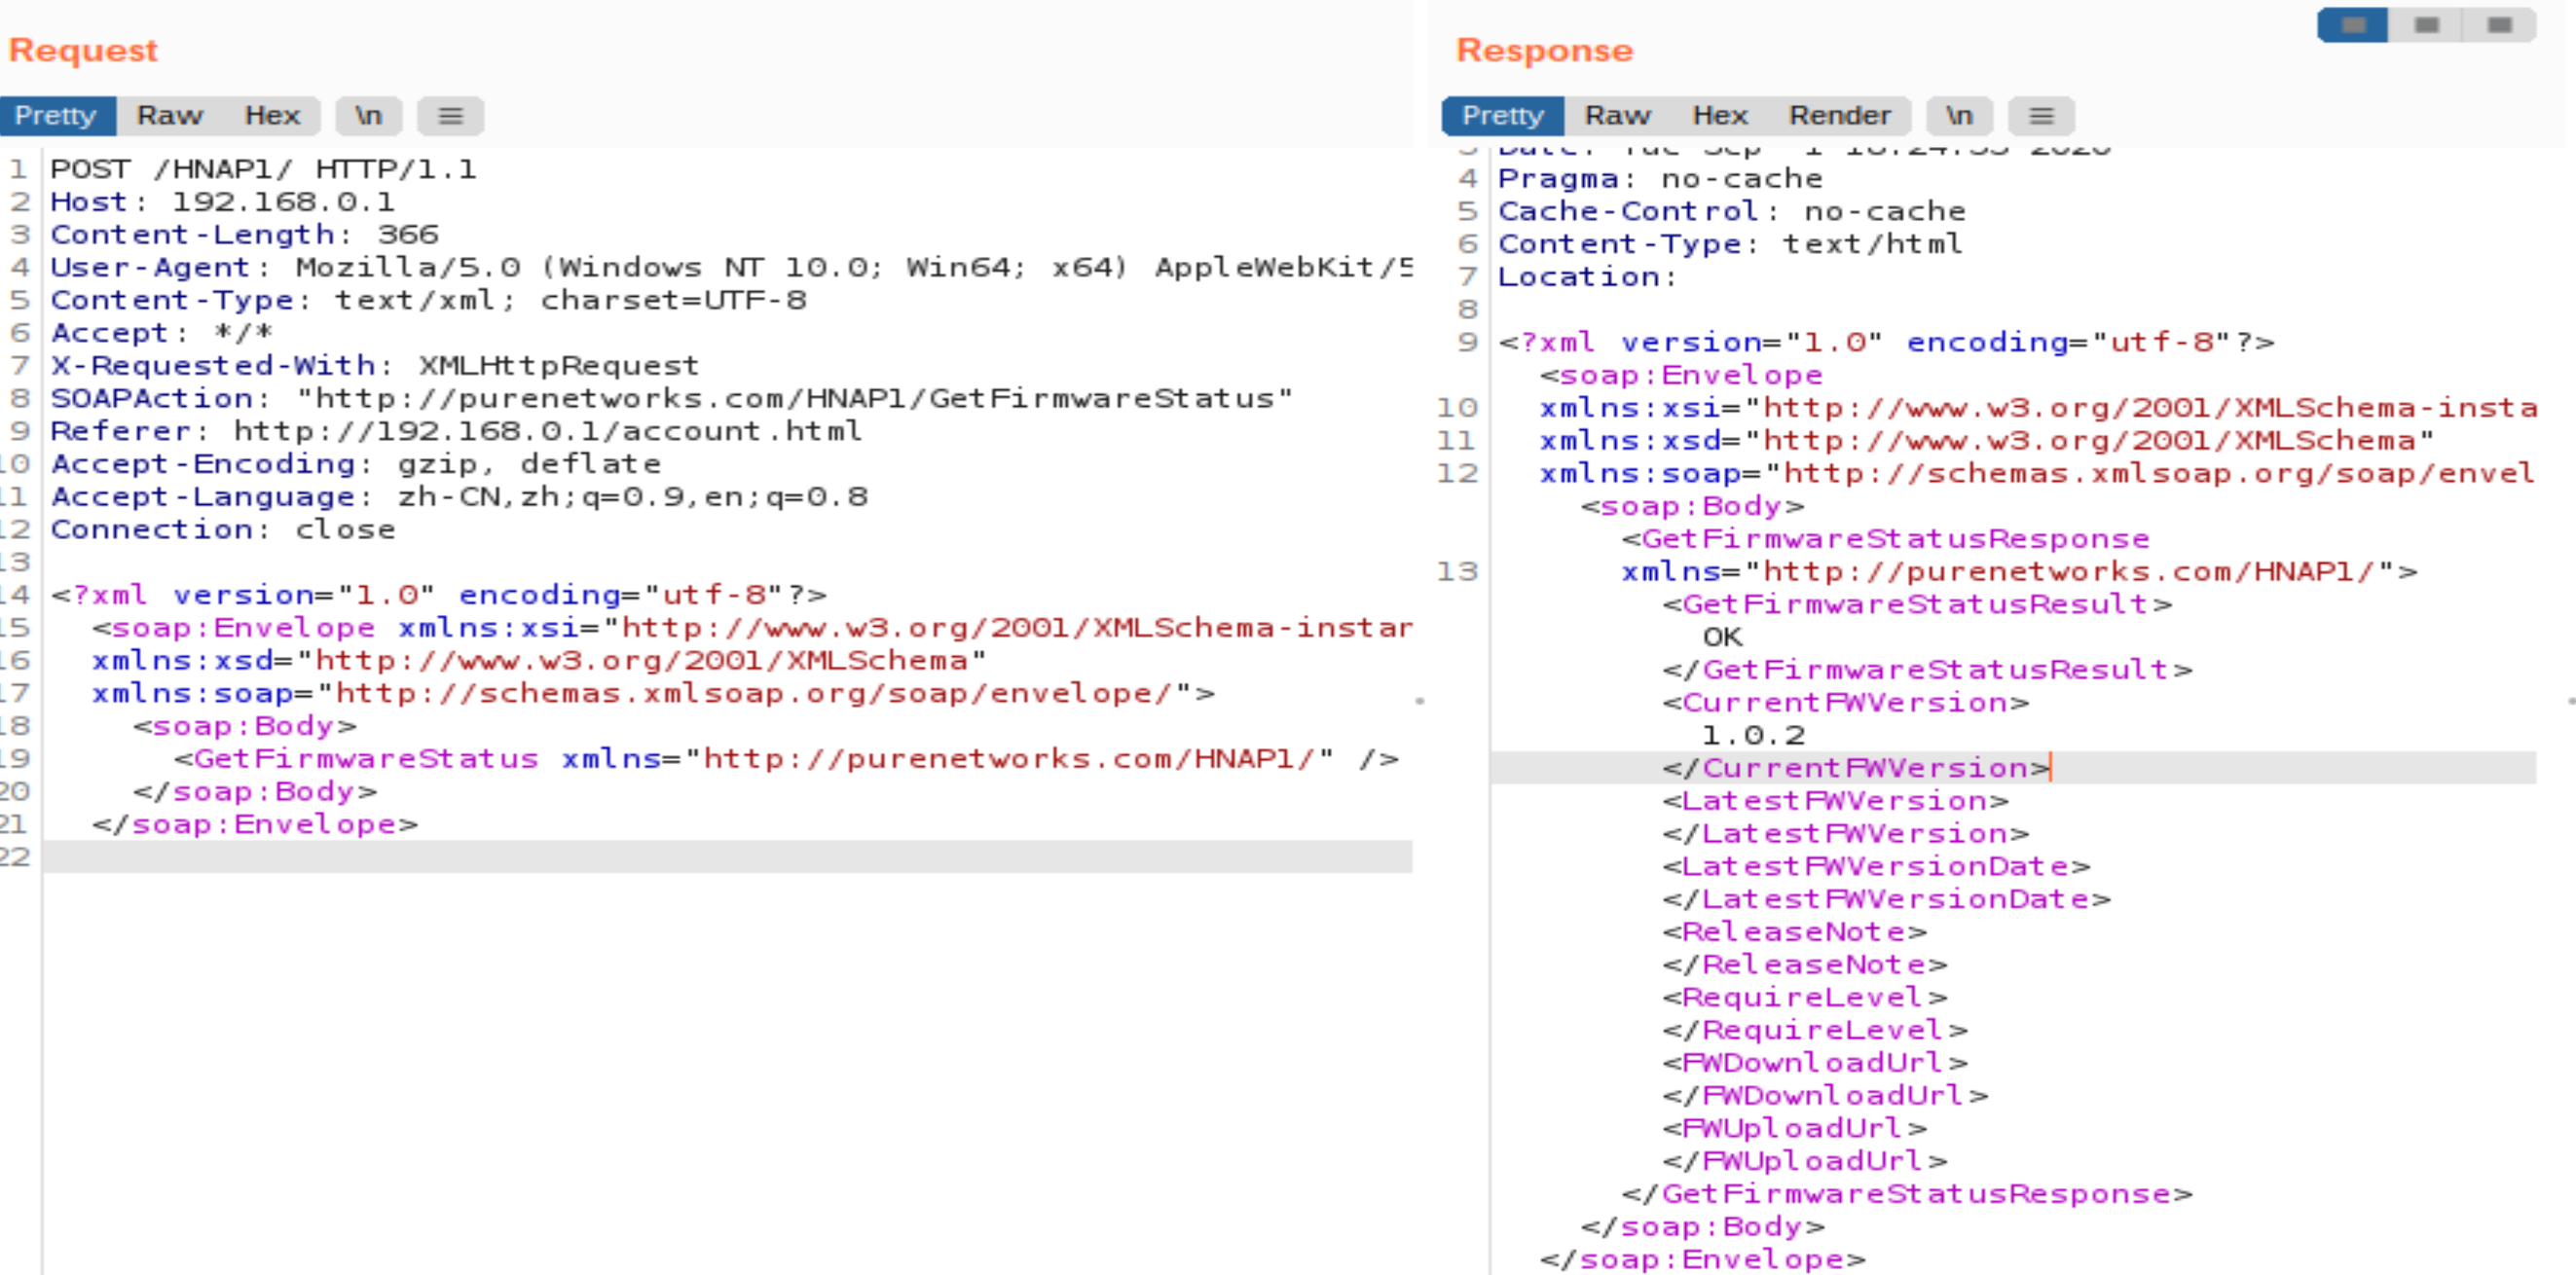 Request
Pretty Raw Hex \n ≡
1 POST /HNAP1/ HTTP/1.1
2 Host: 192.168.0.1
3 Content-Length: 366
4 User-Agent: Mozilla/5.0 (Windows NT 10.0; Win64; x64) AppleWebKit/5
5 Content-Type: text/xml; charset=UTF-8
6 Accept: */*
7 X-Requested-With: XMLHttpRequest
8 SOAPAction: "http://purenetworks.com/HNAP1/GetFirmwareStatus"
9 Referer: http://192.168.0.1/account.html
10 Accept-Encoding: gzip, deflate
11 Accept-Language: zh-CN,zh;q=0.9,en;q=0.8
12 Connection: close
13
14 <?xml version="1.0" encoding="utf-8"?>
15 <soap:Envelope xmlns:xsi="http://www.w3.org/2001/XMLSchema-instan
16 xmlns:xsd="http://www.w3.org/2001/XMLSchema"
17 xmlns:soap="http://schemas.xmlsoap.org/soap/envelope/">
18 <soap:Body>
19 <GetFirmwareStatus xmlns="http://purenetworks.com/HNAP1/" />
20 </soap:Body>
21 </soap:Envelope>
22
Response
Pretty Raw Hex Render \n ≡
4 Pragma: no-cache
5 Cache-Control: no-cache
6 Content-Type: text/html
7 Location:
8
9 <?xml version="1.0" encoding="utf-8"?>
<soap:Envelope
10 xmlns:xsi="http://www.w3.org/2001/XMLSchema-insta
11 xmlns:xsd="http://www.w3.org/2001/XMLSchema"
12 xmlns:soap="http://schemas.xmlsoap.org/soap/envel
<soap:Body>
<GetFirmwareStatusResponse
13 xmlns="http://purenetworks.com/HNAP1/">
<GetFirmwareStatusResult>
OK
</GetFirmwareStatusResult>
<CurrentFWVersion>
1.0.2
</CurrentFWVersion>
<LatestFWVersion>
</LatestFWVersion>
<LatestFWVersionDate>
</LatestFWVersionDate>
<ReleaseNote>
</ReleaseNote>
<RequireLevel>
</RequireLevel>
<FWDownloadUrl>
</FWDownloadUrl>
<FWUploadUrl>
</FWUploadUrl>
</GetFirmwareStatusResponse>
</soap:Body>
</soap:Envelope>